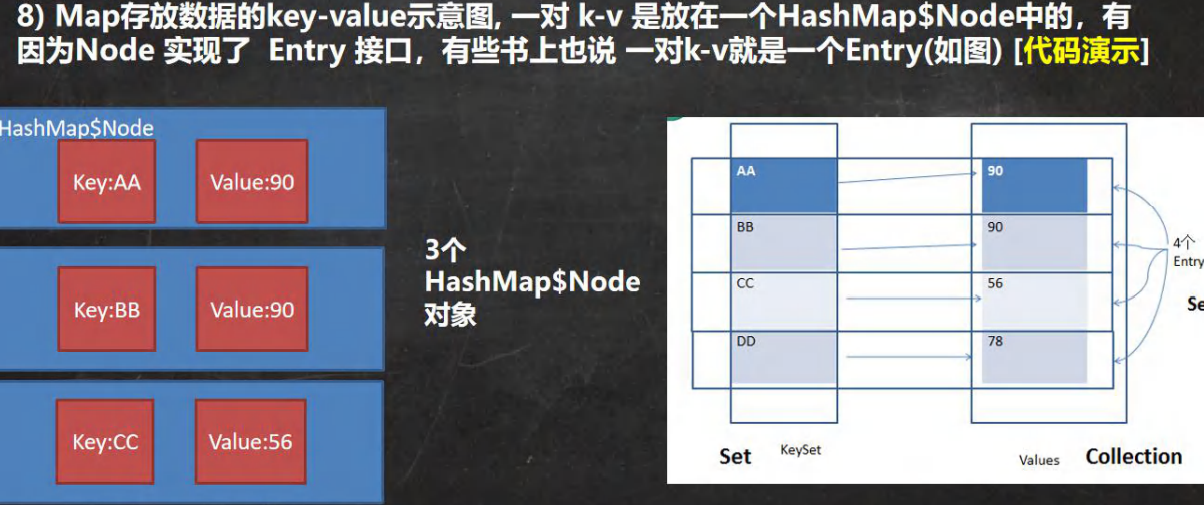 8) Map存放数据的key-value示意图, 一对 k-v 是放在一个HashMap$Node中的，有
因为Node 实现了 Entry 接口，有些书上也说 一对k-v就是一个Entry(如图) [代码演示]
HashMap$Node
Key:AA Value:90
Key:BB Value:90
Key:CC Value:56
3个
HashMap$Node
对象
AA 90
BB 90
CC 56
DD 78
4个
Entry
Se
Set KeySet Values Collection